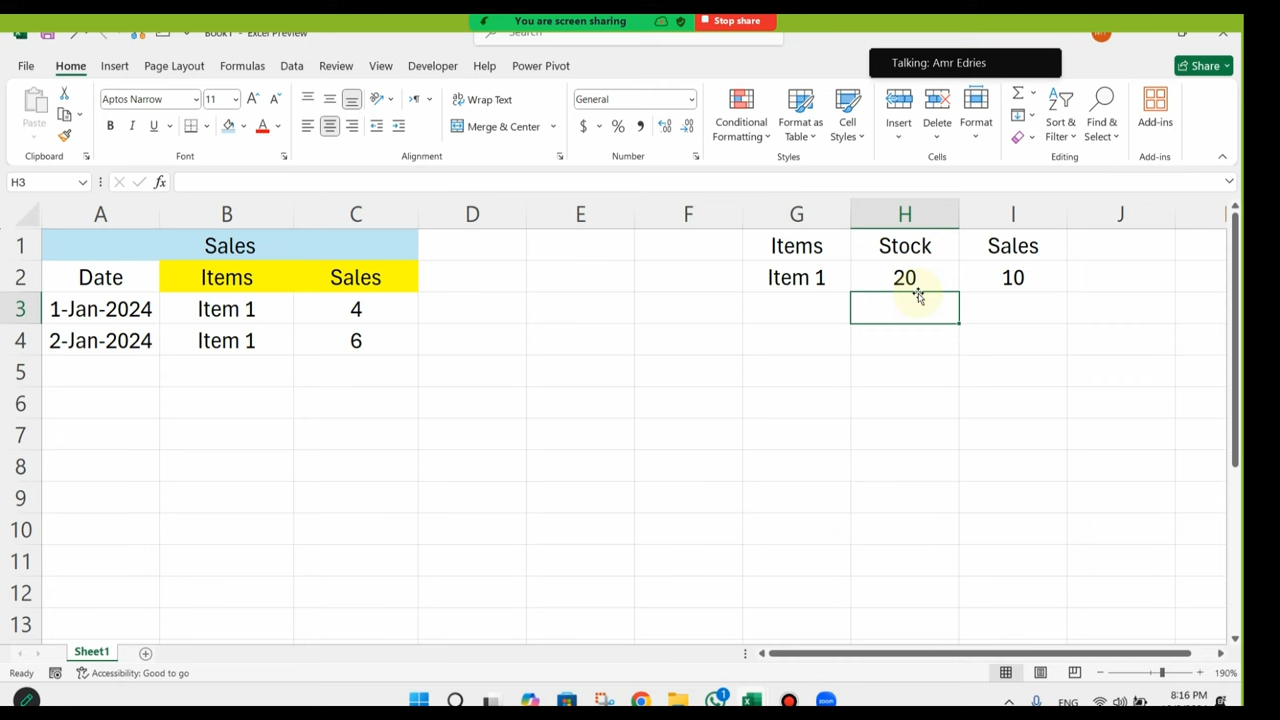 You are screen sharing
Stop share
Book1 - Excel Preview
Search
Talking: Amr Edries
File Home Insert Page Layout Formulas Data Review View Developer Help Power Pivot
Share
Paste
Aptos Narrow 11
Wrap Text
General
Merge & Center
Conditional Formatting
Format as Table
Cell Styles
Insert
Delete
Format
Sort & Filter
Find & Select
Add-ins
Clipboard Font Alignment Number Styles Cells Editing Add-ins
H3
fx
A B C D E F G H I J
1 Sales Items Stock Sales
2 Date Items Sales Item 1 20 10
3 1-Jan-2024 Item 1 4
4 2-Jan-2024 Item 1 6
5
6
7
8
9
10
11
12
13
Sheet1
Ready Accessibility: Good to go 190%
ENG
8:16 PM